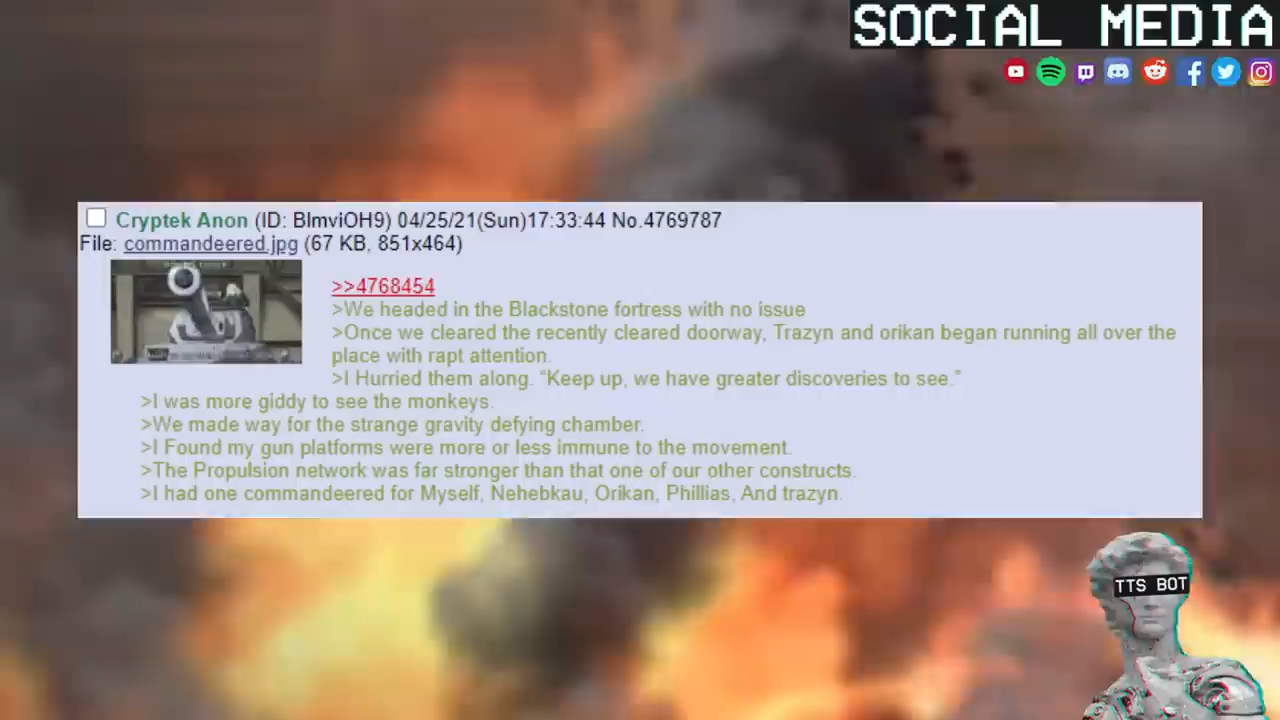 SOCIAL MEDIA
Cryptek Anon (ID: BlmviOH9) 04/25/21(Sun)17:33:44 No.4769787
File: commandeered.jpg (67 KB, 851x464)
>>4768454
>We headed in the Blackstone fortress with no issue
>Once we cleared the recently cleared doorway, Trazyn and orikan began running all over the
place with rapt attention.
>I Hurried them along. “Keep up, we have greater discoveries to see.”
>I was more giddy to see the monkeys.
>We made way for the strange gravity defying chamber.
>I Found my gun platforms were more or less immune to the movement.
>The Propulsion network was far stronger than that one of our other constructs.
>I had one commandeered for Myself, Nehebkau, Orikan, Phillias, And trazyn.
TTS BOT